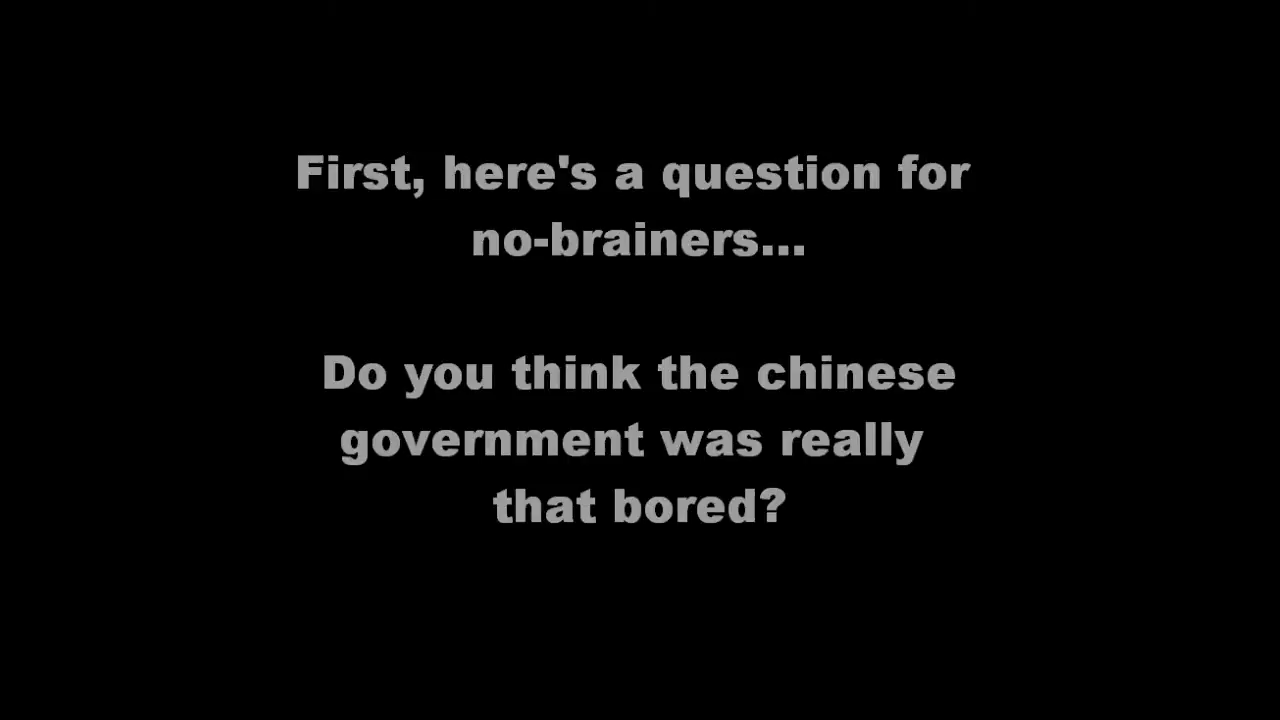 First, here's a question for
no-brainers...
Do you think the chinese
government was really
that bored?